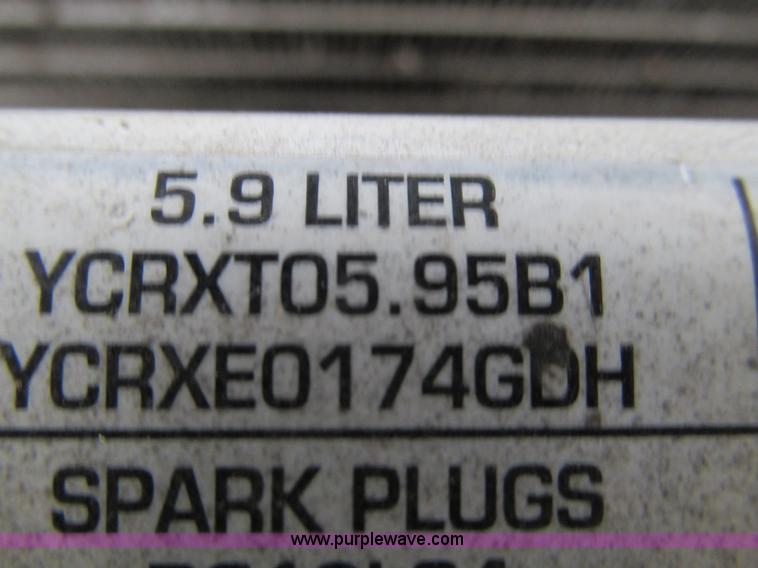 5.9 LITER
YCRXT05.95B1
YCRXE0174GDH
SPARK PLUGS
www.purplewave.com